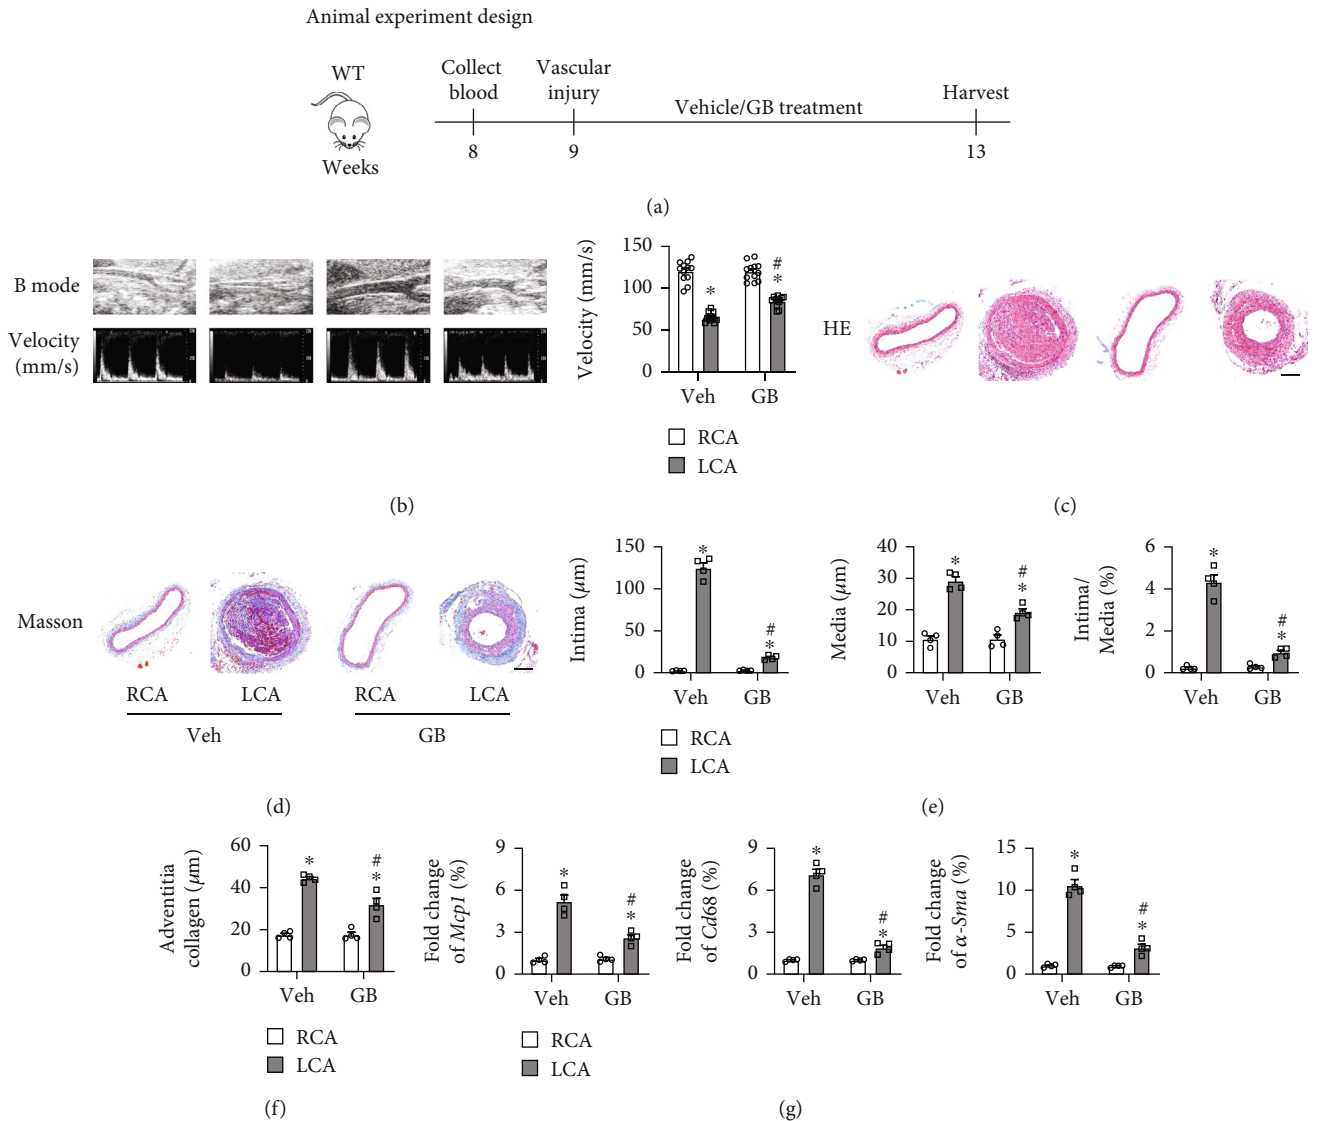 Animal experiment design
WT
Weeks
Collect
blood
Vascular
injury
Vehicle/GB treatment
Harvest
8
9
13
(a)
B mode
Velocity
(mm/s)
Velocity (mm/s)
150
100
50
0
*
#
*
Veh
GB
RCA
LCA
(b)
HE
(c)
Masson
RCA
LCA
RCA
LCA
Veh
GB
(d)
Intima (μm)
150
100
50
0
*
#
*
Veh
GB
RCA
LCA
Media (μm)
40
30
20
10
0
*
#
*
Veh
GB
Intima/
Media (%)
6
4
2
0
*
#
*
Veh
GB
(e)
Adventitia
collagen (μm)
60
40
20
0
*
#
*
Veh
GB
RCA
LCA
(f)
Fold change
of Mcp1 (%)
9
6
3
0
*
#
*
Veh
GB
RCA
LCA
Fold change
of Cd68 (%)
9
6
3
0
*
#
*
Veh
GB
Fold change
of α-Sma (%)
15
10
5
0
*
#
*
Veh
GB
(g)